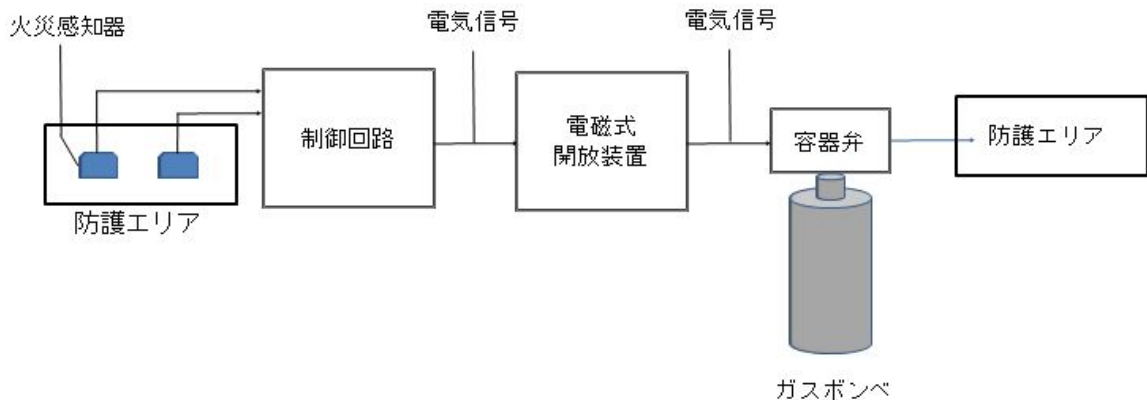 火災感知器
電気信号
電気信号
制御回路
電磁式
開放装置
容器弁
防護エリア
防護エリア
ガスボンベ